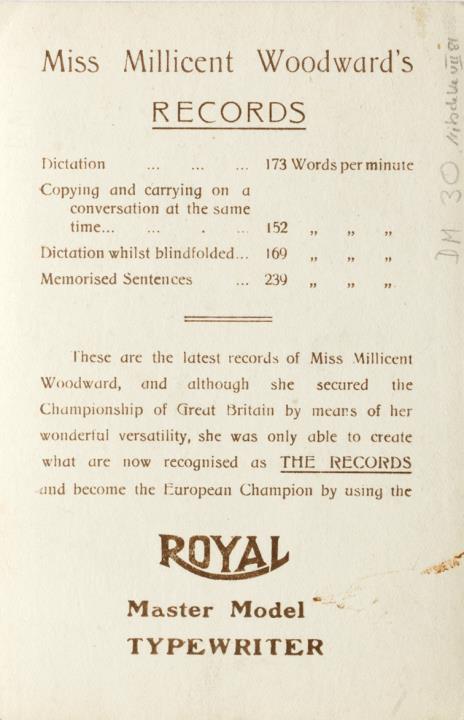 Miss Millicent Woodward's
RECORDS
Dictation ... ... ... 173 Words per minute
Copying and carrying on a
conversation at the same
time... ... . ... 152 „ „ „
Dictation whilst blindfolded... 169 „ „ „
Memorised Sentences ... 239 „ „ „
These are the latest records of Miss Millicent
Woodward, and although she secured the
Championship of Great Britain by means of her
wonderful versatility, she was only able to create
what are now recognised as THE RECORDS
and become the European Champion by using the
ROYAL
Master Model
TYPEWRITER
DM 30